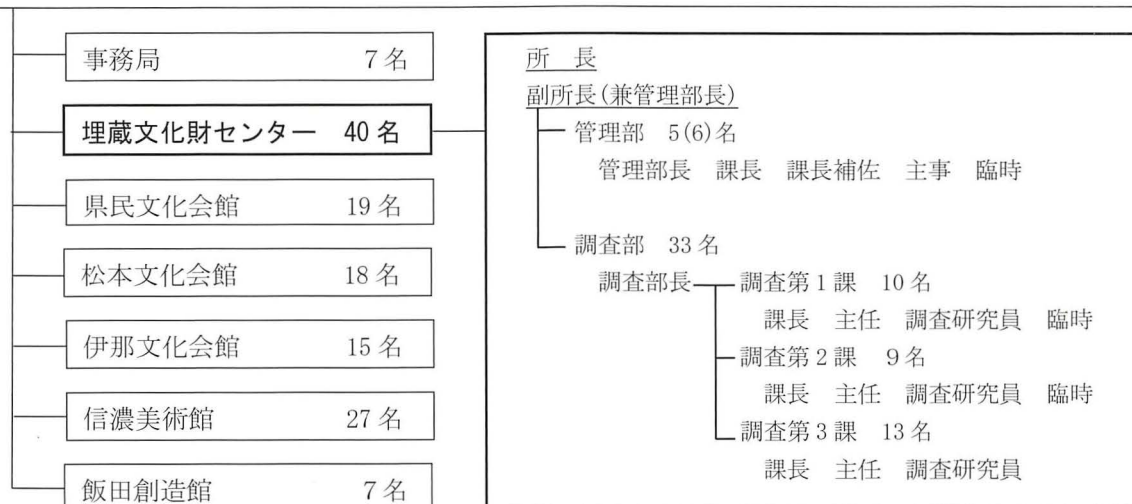 事務局 7名
埋蔵文化財センター 40名
県民文化会館 19名
松本文化会館 18名
伊那文化会館 15名
信濃美術館 27名
飯田創造館 7名
所 長
副所長(兼管理部長)
管理部 5(6)名
管理部長 課長 課長補佐 主事 臨時
調査部 33名
調査部長 調査第1課 10名
課長 主任 調査研究員 臨時
調査第2課 9名
課長 主任 調査研究員 臨時
調査第3課 13名
課長 主任 調査研究員